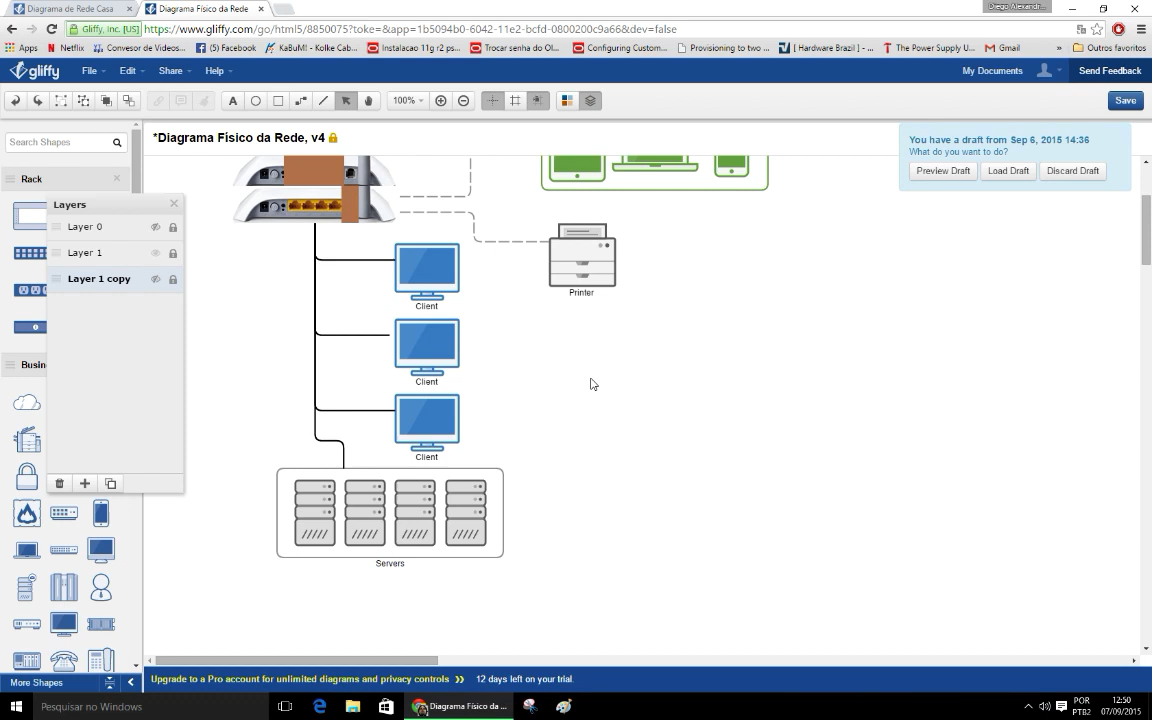 Diagrama de Rede Casa
Diagrama Físico da Rede
Diego Alexandr...
Gliffy, Inc. [US] https://www.gliffy.com/go/html5/8850075?toke=&app=1b5094b0-6042-11e2-bcfd-0800200c9a66&dev=false
Apps Netflix Convesor de Videos... (5) Facebook KaBuM! - Kolke Cab... Instalacao 11g r2 ps... Trocar senha do OI... Configuring Custom... Provisioning to two ... [ Hardware Brazil ] - ... The Power Supply U... Gmail » Outros favoritos
gliffy File Edit Share Help My Documents Send Feedback
A 100% Save
Search Shapes
*Diagrama Físico da Rede, v4
You have a draft from Sep 6, 2015 14:36
What do you want to do?
Preview Draft Load Draft Discard Draft
Rack
Layers
Layer 0
Layer 1
Layer 1 copy
Busin
Printer
Client
Client
Client
Servers
More Shapes
Upgrade to a Pro account for unlimited diagrams and privacy controls 12 days left on your trial.
Pesquisar no Windows
Diagrama Físico da ...
POR
PTB2
12:50
07/09/2015